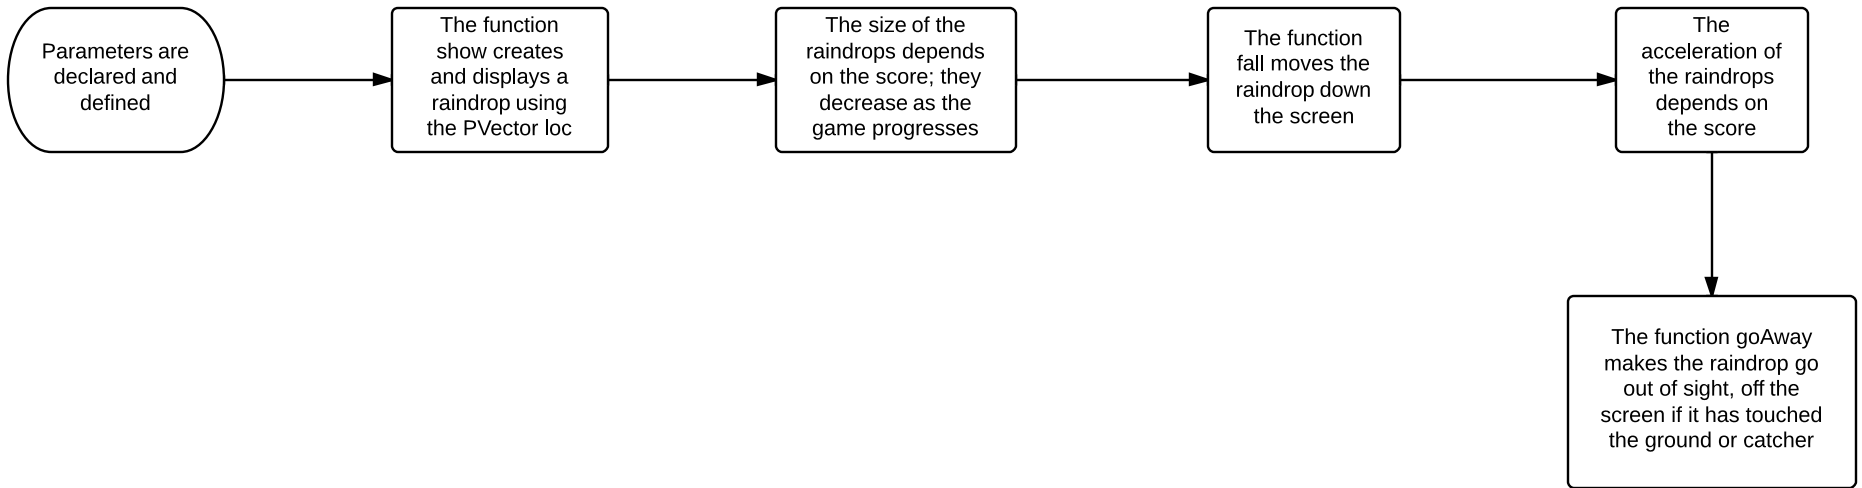 Parameters are
declared and
defined
The function
show creates
and displays a
raindrop using
the PVector loc
The size of the
raindrops depends
on the score; they
decrease as the
game progresses
The function
fall moves the
raindrop down
the screen
The
acceleration of
the raindrops
depends on
the score
The function goAway
makes the raindrop go
out of sight, off the
screen if it has touched
the ground or catcher